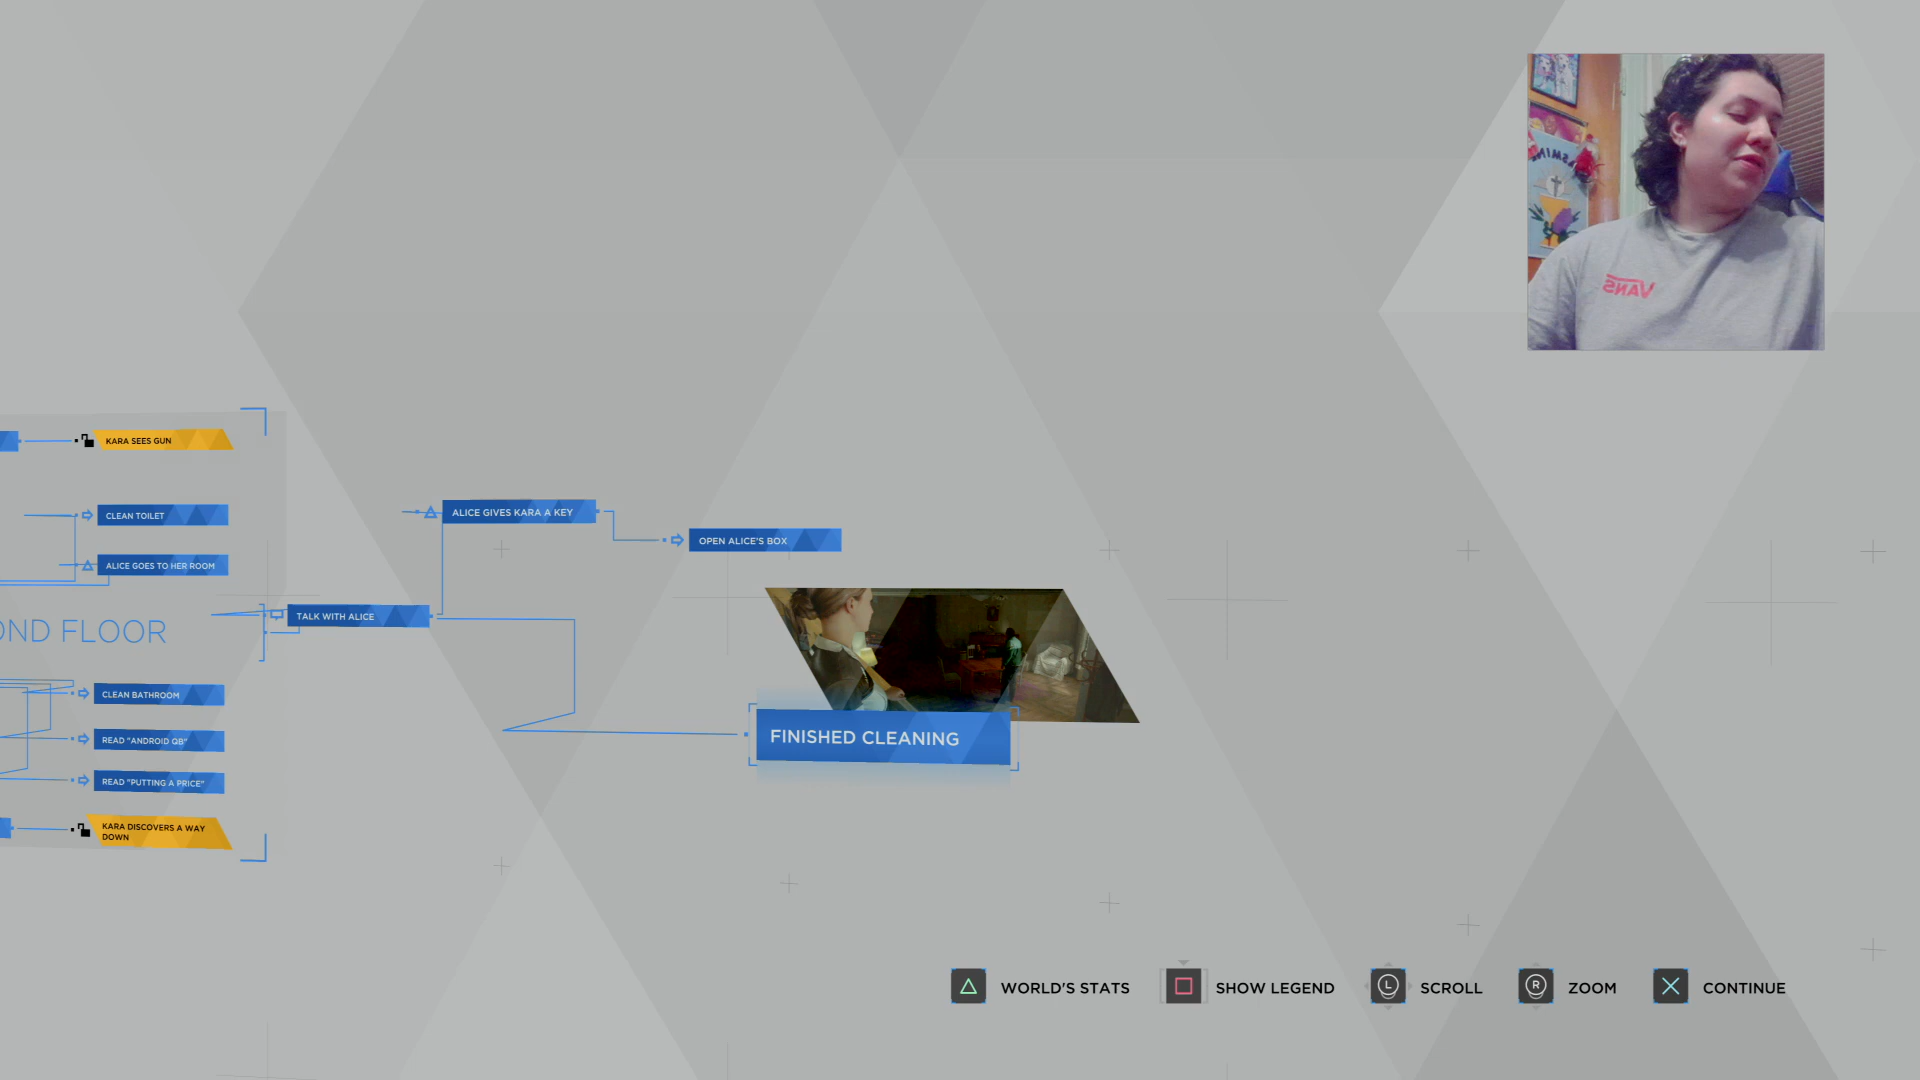 KARA SEES GUN
CLEAN TOILET
ALICE GOES TO HER ROOM
OND FLOOR
CLEAN BATHROOM
READ "ANDROID QB"
READ "PUTTING A PRICE"
KARA DISCOVERS A WAY
DOWN
TALK WITH ALICE
ALICE GIVES KARA A KEY
OPEN ALICE'S BOX
FINISHED CLEANING
VANS
WORLD'S STATS
SHOW LEGEND
L
SCROLL
R
ZOOM
CONTINUE